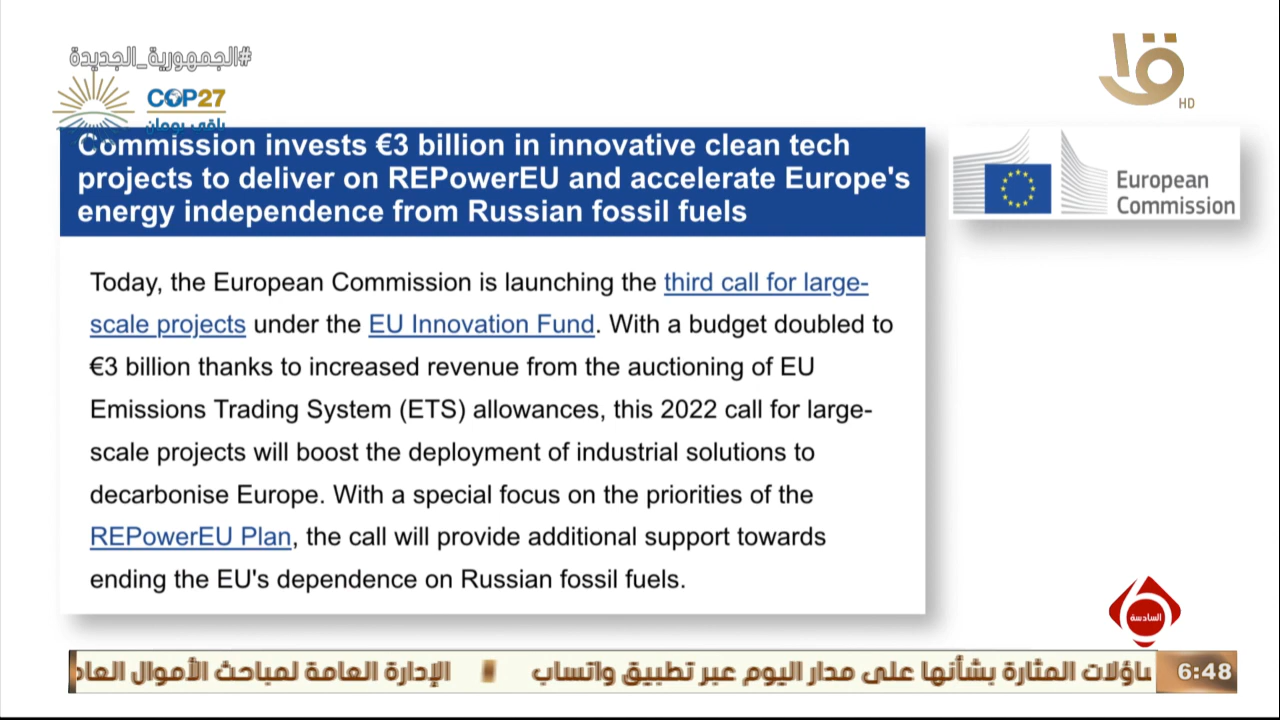 #الجمهورية_الجديدة
COP27
باقي يومان
HD
Commission invests €3 billion in innovative clean tech
projects to deliver on REPowerEU and accelerate Europe's
energy independence from Russian fossil fuels
European
Commission
Today, the European Commission is launching the third call for large-
scale projects under the EU Innovation Fund. With a budget doubled to
€3 billion thanks to increased revenue from the auctioning of EU
Emissions Trading System (ETS) allowances, this 2022 call for large-
scale projects will boost the deployment of industrial solutions to
decarbonise Europe. With a special focus on the priorities of the
REPowerEU Plan, the call will provide additional support towards
ending the EU's dependence on Russian fossil fuels.
السادسة
المثارة بشأنها على مدار اليوم عبر تطبيق واتساب الإدارة العامة لمباحث الأموال
6:48